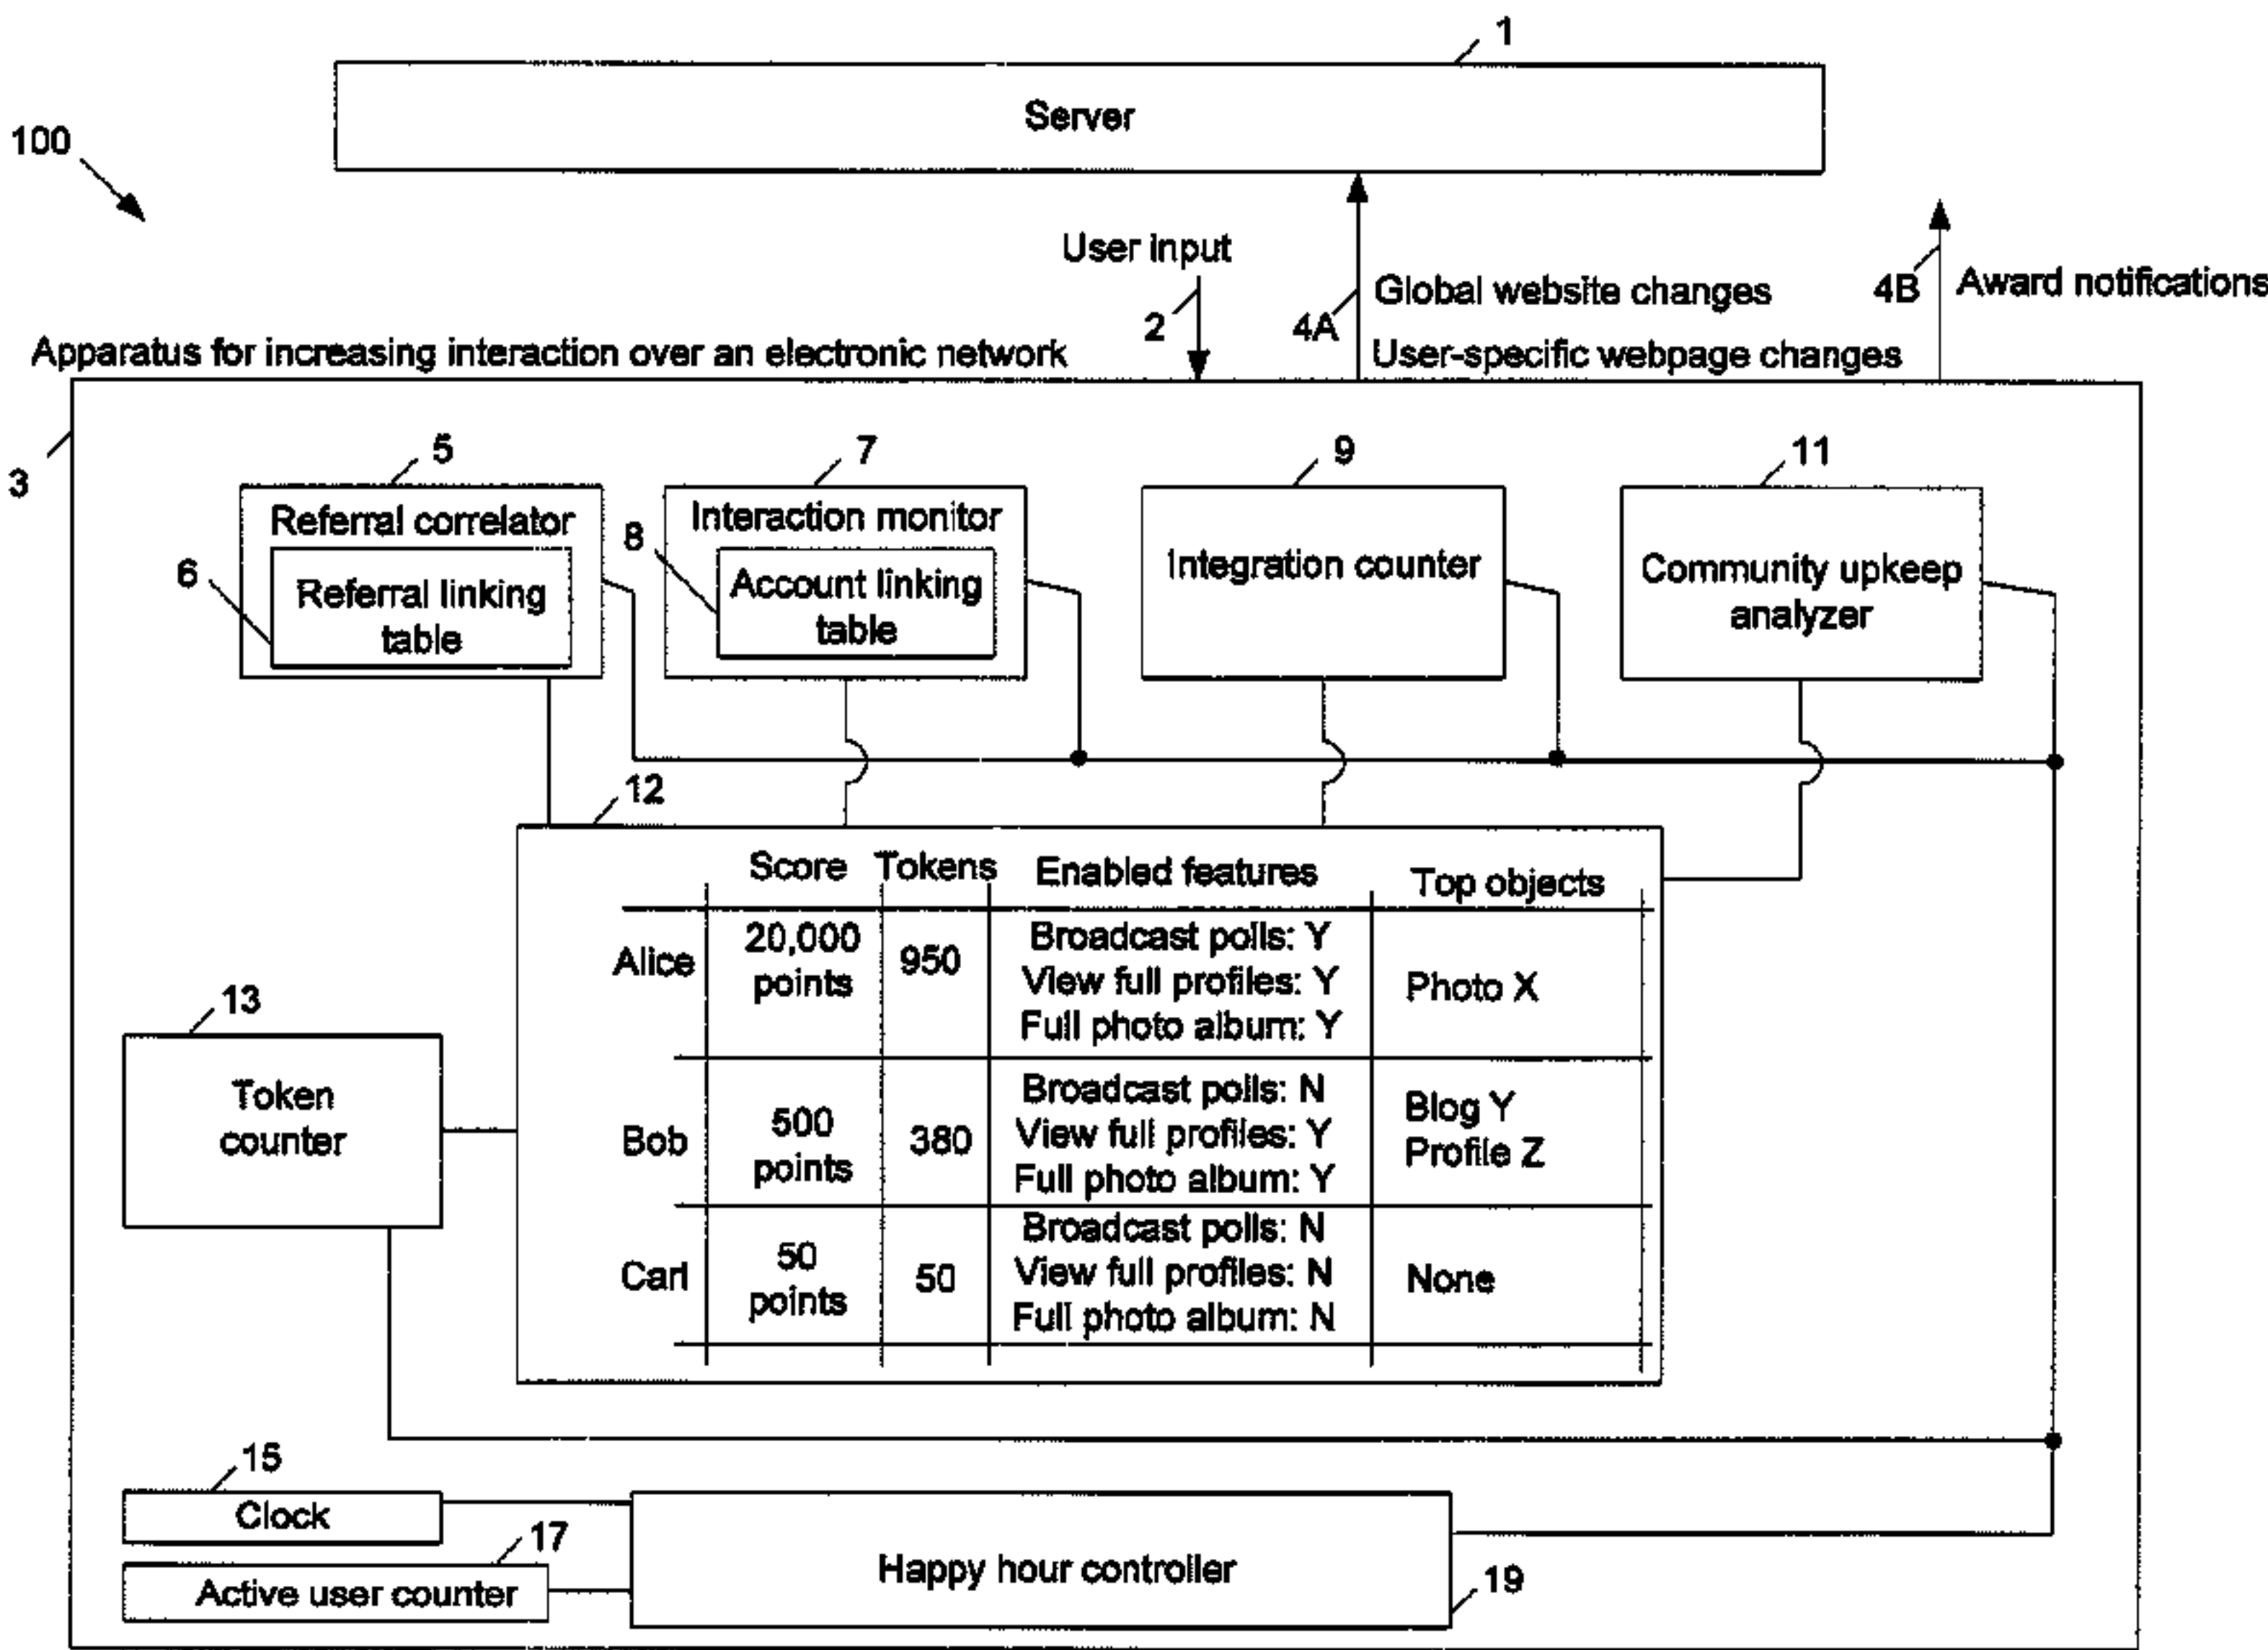 1
Server
100
User input
2
4A
Global website changes
User-specific webpage changes
4B
Award notifications
Apparatus for increasing interaction over an electronic network
3
5
Referral correlator
6
Referral linking
table
7
Interaction monitor
8
Account linking
table
9
Integration counter
11
Community upkeep
analyzer
12
Score Tokens Enabled features Top objects
Alice
20,000
points
950
Broadcast polls: Y
View full profiles: Y
Full photo album: Y
Photo X
Bob
500
points
380
Broadcast polls: N
View full profiles: Y
Full photo album: Y
Blog Y
Profile Z
Carl
50
points
50
Broadcast polls: N
View full profiles: N
Full photo album: N
None
13
Token
counter
15
Clock
17
Active user counter
Happy hour controller
19